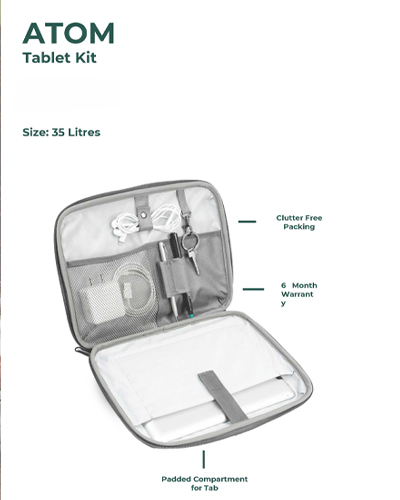 ATOM
Tablet Kit
Size: 35 Litres
Clutter Free
Packing
6 Month
Warrant
y
Padded Compartment
for Tab